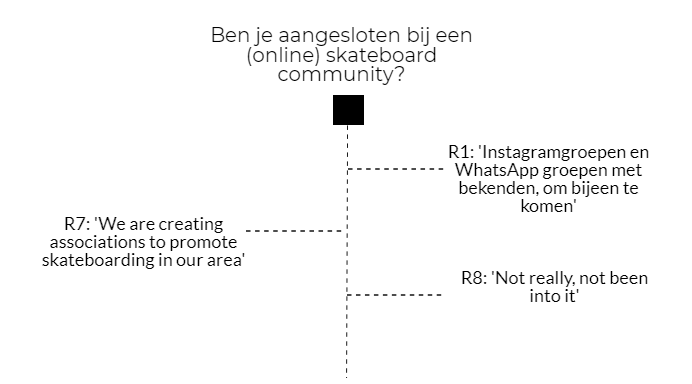 Ben je aangesloten bij een
(online) skateboard
community?
R1: 'Instagramgroepen en
WhatsApp groepen met
bekenden, om bijeen te
komen'
R7: 'We are creating
associations to promote
skateboarding in our area'
R8: 'Not really, not been
into it'